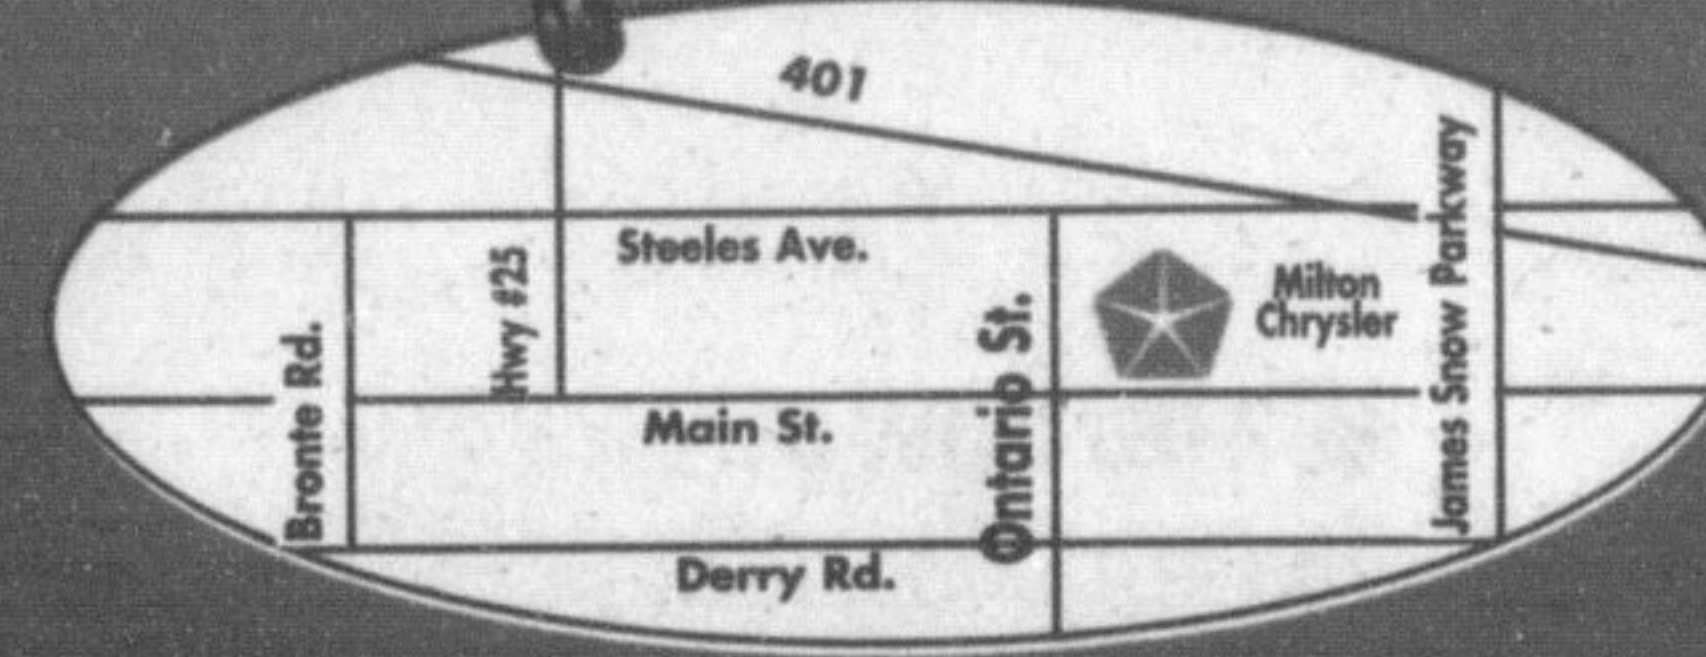 401
Steeles Ave.
Hwy #25
Milton
Chrysler
James Snow Parkway
Bronte Rd.
Ontario St.
Main St.
Derry Rd.